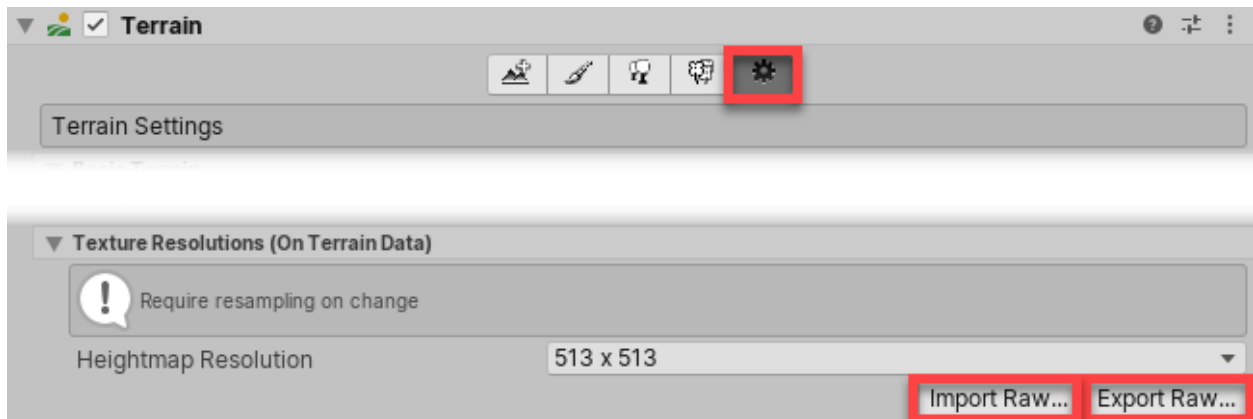 Terrain
Terrain Settings
Texture Resolutions (On Terrain Data)
Require resampling on change
Heightmap Resolution 513 x 513
Import Raw... Export Raw...